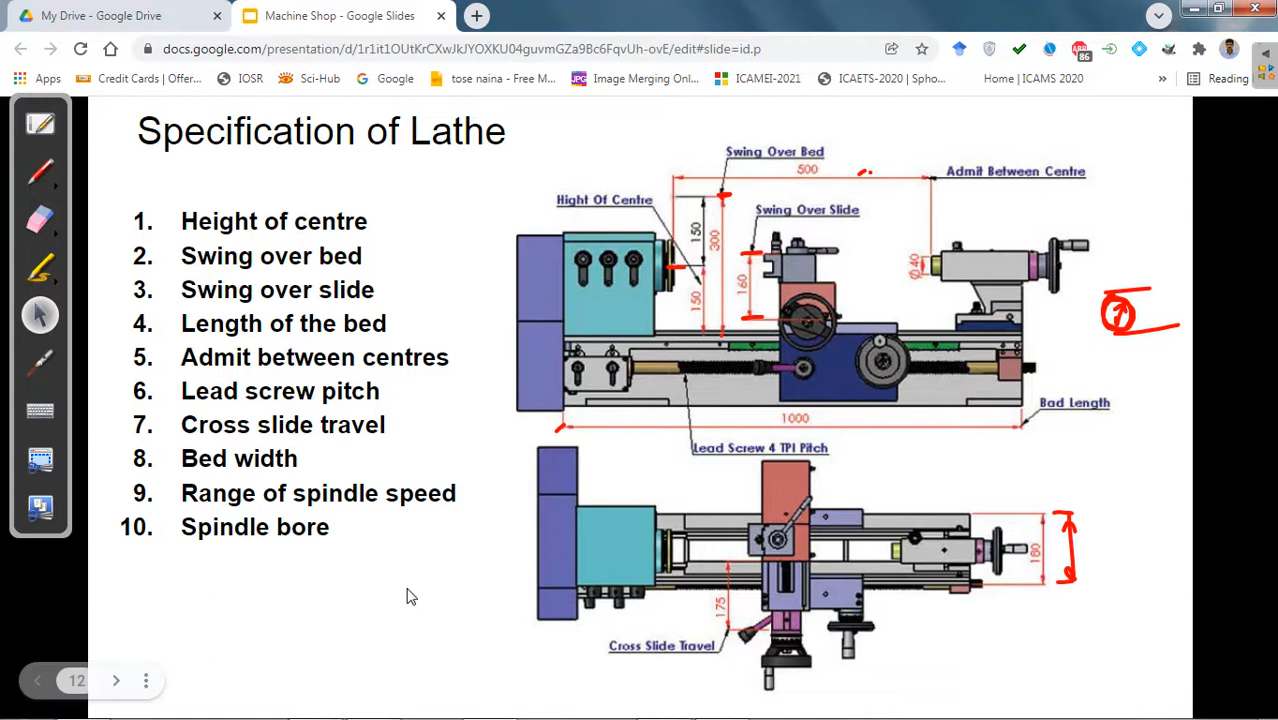 My Drive - Google Drive
Machine Shop - Google Slides
docs.google.com/presentation/d/1r1it1OUtKrCXwJkJYOXKU04guvmGZa9Bc6FqvUh-ovE/edit#slide=id.p
86
Apps
Credit Cards | Offer...
IOSR
Sci-Hub
Google
tose naina - Free M...
JPG
Image Merging Onl...
ICAMEI-2021
ICAETS-2020 | Spho...
Home | ICAMS 2020
»
Reading
Specification of Lathe
1. Height of centre
2. Swing over bed
3. Swing over slide
4. Length of the bed
5. Admit between centres
6. Lead screw pitch
7. Cross slide travel
8. Bed width
9. Range of spindle speed
10. Spindle bore
Swing Over Bed
500
Admit Between Centre
Hight Of Centre
Swing Over Slide
150
300
160
150
Ø40
1000
Bad Length
Lead Screw 4 TPI Pitch
180
175
Cross Slide Travel
12